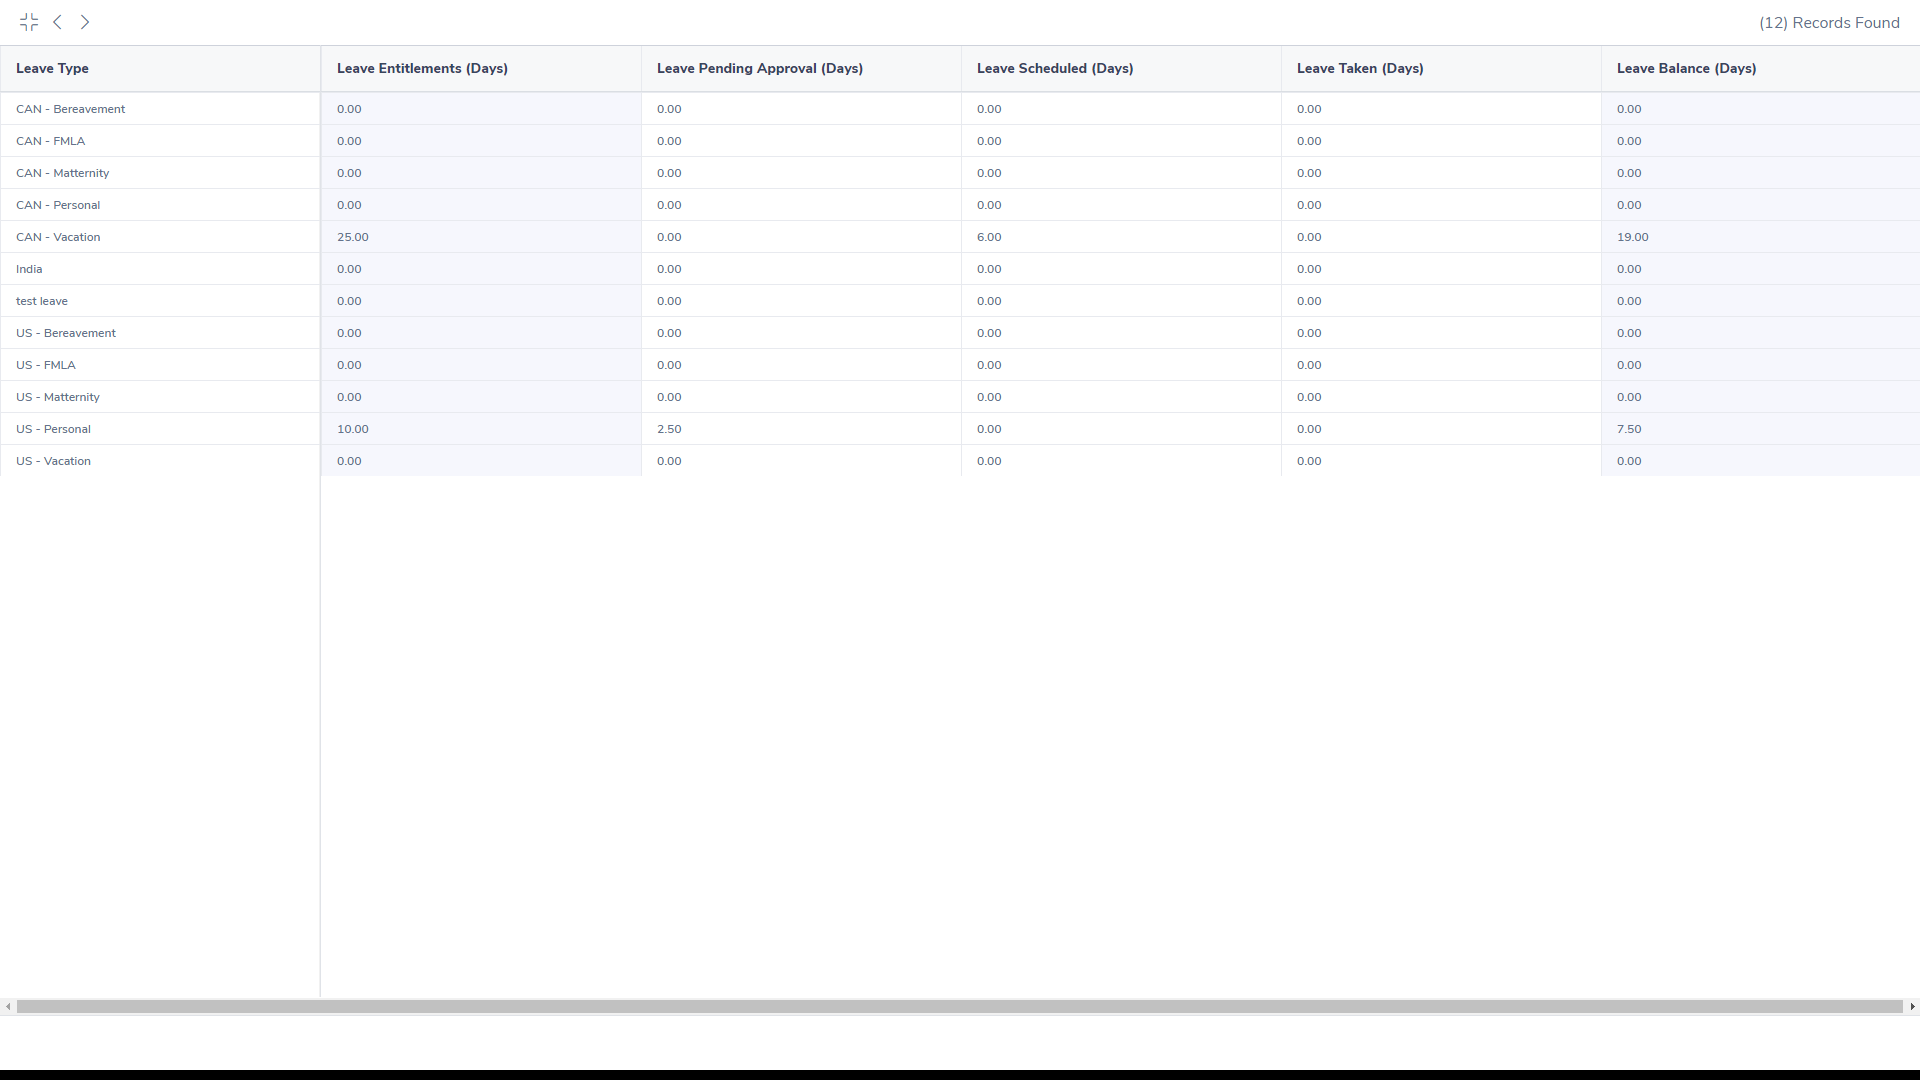 (12) Records Found
Leave Type Leave Entitlements (Days) Leave Pending Approval (Days) Leave Scheduled (Days) Leave Taken (Days) Leave Balance (Days)
CAN - Bereavement 0.00 0.00 0.00 0.00 0.00
CAN - FMLA 0.00 0.00 0.00 0.00 0.00
CAN - Matternity 0.00 0.00 0.00 0.00 0.00
CAN - Personal 0.00 0.00 0.00 0.00 0.00
CAN - Vacation 25.00 0.00 6.00 0.00 19.00
India 0.00 0.00 0.00 0.00 0.00
test leave 0.00 0.00 0.00 0.00 0.00
US - Bereavement 0.00 0.00 0.00 0.00 0.00
US - FMLA 0.00 0.00 0.00 0.00 0.00
US - Matternity 0.00 0.00 0.00 0.00 0.00
US - Personal 10.00 2.50 0.00 0.00 7.50
US - Vacation 0.00 0.00 0.00 0.00 0.00